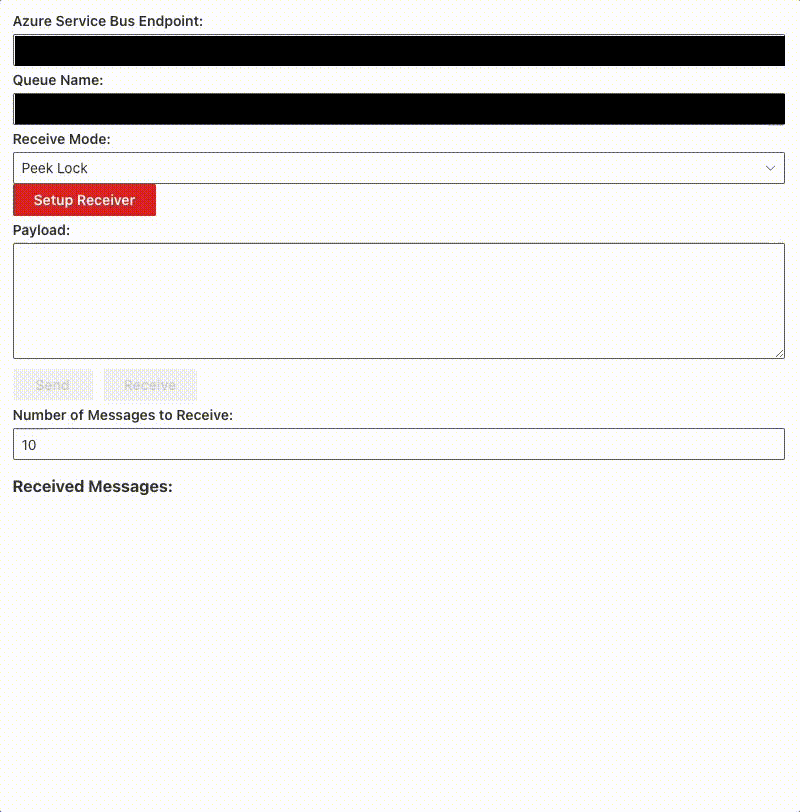 Azure Service Bus Endpoint:
Queue Name:
Receive Mode:
Peek Lock
Setup Receiver
Payload:
Send Receive
Number of Messages to Receive:
10
Received Messages: